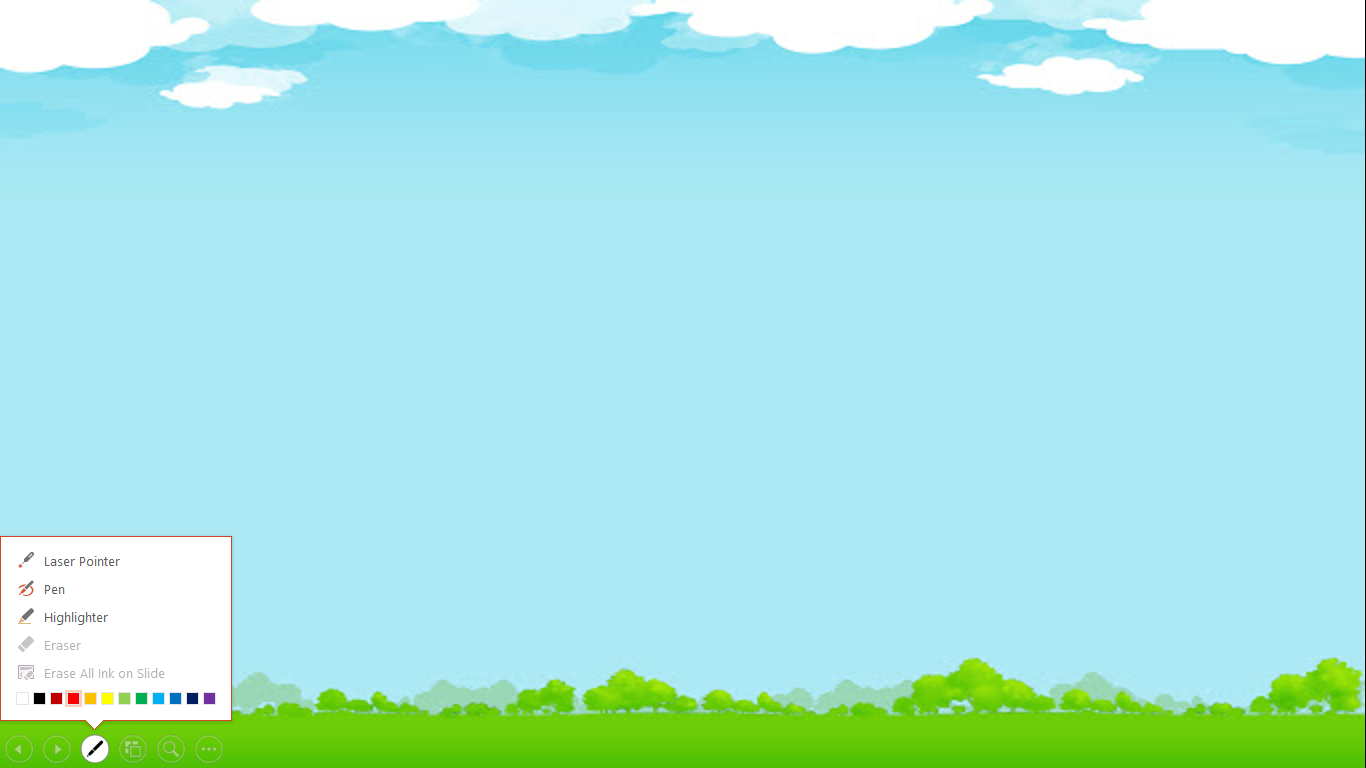 Laser Pointer
Pen
Highlighter
Eraser
Erase All Ink on Slide